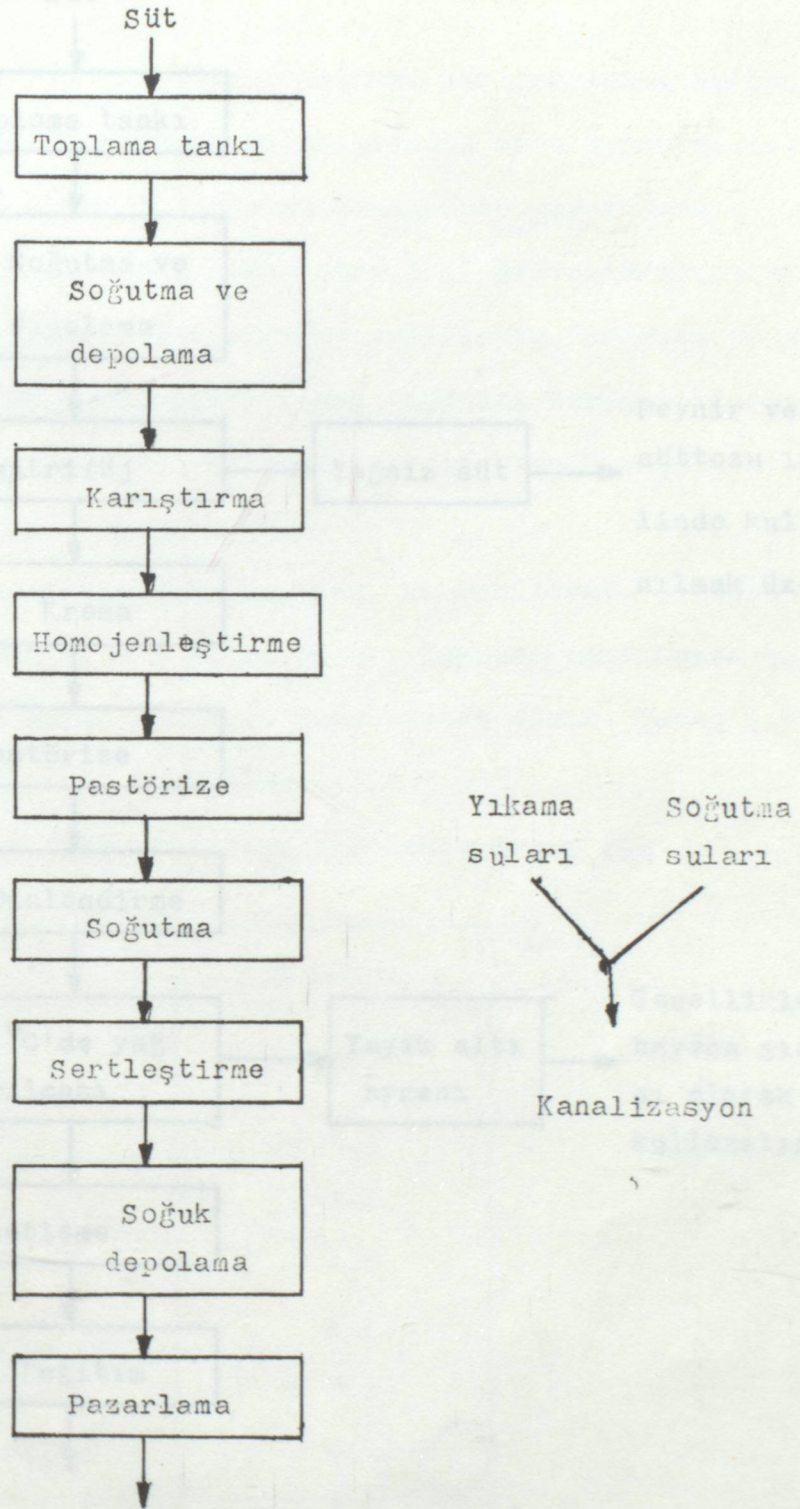 Süt
Toplama tankı
Soğutma ve
depolama
Karıştırma
Homojenleştirme
Pastörize
Yıkama Soğutma
suları suları
Soğutma
Sertleştirme
Kanalizasyon
Soğuk
depolama
Pazarlama